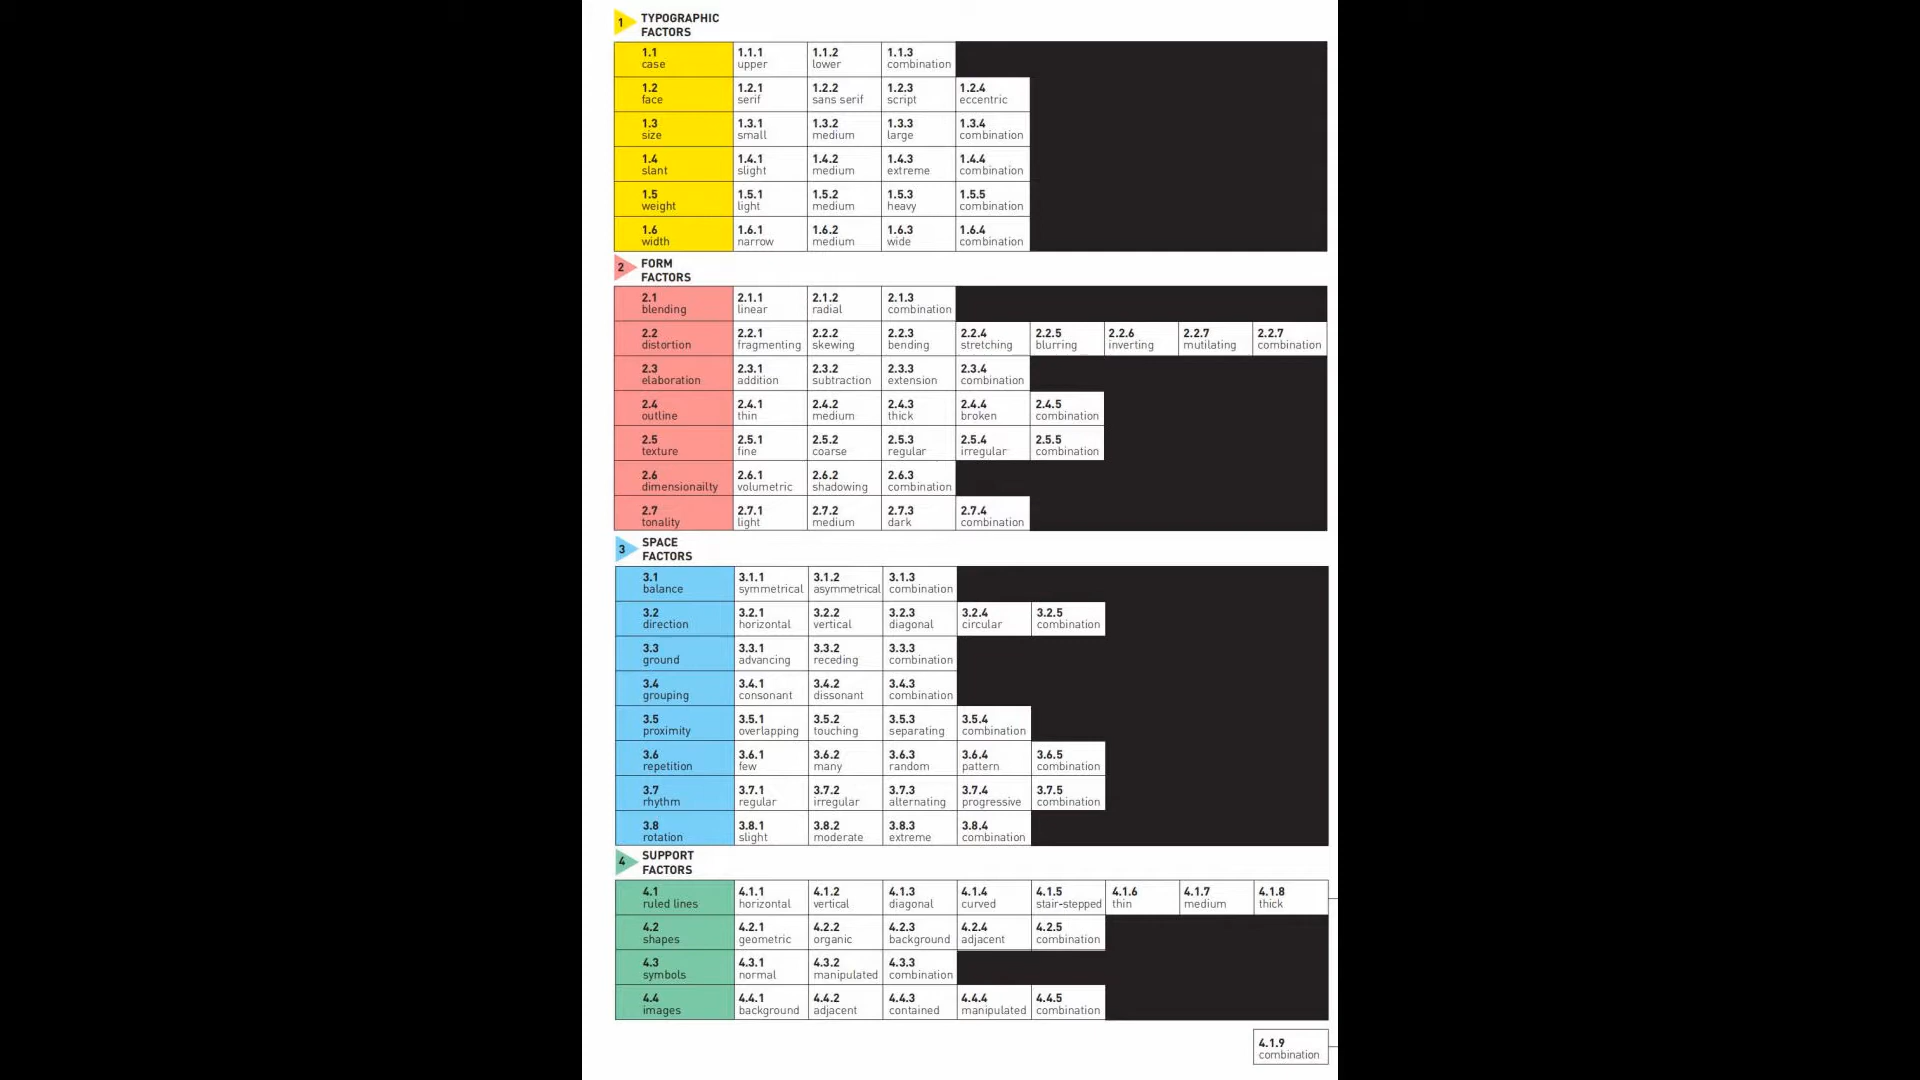 1
TYPOGRAPHIC
FACTORS
1.1 1.1.1 1.1.2 1.1.3
case upper lower combination
1.2 1.2.1 1.2.2 1.2.3 1.2.4
face serif sans serif script eccentric
1.3 1.3.1 1.3.2 1.3.3 1.3.4
size small medium large combination
1.4 1.4.1 1.4.2 1.4.3 1.4.4
slant slight medium extreme combination
1.5 1.5.1 1.5.2 1.5.3 1.5.5
weight light medium heavy combination
1.6 1.6.1 1.6.2 1.6.3 1.6.4
width narrow medium wide combination
2
FORM
FACTORS
2.1 2.1.1 2.1.2 2.1.3
blending linear radial combination
2.2 2.2.1 2.2.2 2.2.3 2.2.4 2.2.5 2.2.6 2.2.7 2.2.7
distortion fragmenting skewing bending stretching blurring inverting mutilating combination
2.3 2.3.1 2.3.2 2.3.3 2.3.4
elaboration addition subtraction extension combination
2.4 2.4.1 2.4.2 2.4.3 2.4.4 2.4.5
outline thin medium thick broken combination
2.5 2.5.1 2.5.2 2.5.3 2.5.4 2.5.5
texture fine coarse regular irregular combination
2.6 2.6.1 2.6.2 2.6.3
dimensionailty volumetric shadowing combination
2.7 2.7.1 2.7.2 2.7.3 2.7.4
tonality light medium dark combination
3
SPACE
FACTORS
3.1 3.1.1 3.1.2 3.1.3
balance symmetrical asymmetrical combination
3.2 3.2.1 3.2.2 3.2.3 3.2.4 3.2.5
direction horizontal vertical diagonal circular combination
3.3 3.3.1 3.3.2 3.3.3
ground advancing receding combination
3.4 3.4.1 3.4.2 3.4.3
grouping consonant dissonant combination
3.5 3.5.1 3.5.2 3.5.3 3.5.4
proximity overlapping touching separating combination
3.6 3.6.1 3.6.2 3.6.3 3.6.4 3.6.5
repetition few many random pattern combination
3.7 3.7.1 3.7.2 3.7.3 3.7.4 3.7.5
rhythm regular irregular alternating progressive combination
3.8 3.8.1 3.8.2 3.8.3 3.8.4
rotation slight moderate extreme combination
4
SUPPORT
FACTORS
4.1 4.1.1 4.1.2 4.1.3 4.1.4 4.1.5 4.1.6 4.1.7 4.1.8
ruled lines horizontal vertical diagonal curved stair-stepped thin medium thick
4.2 4.2.1 4.2.2 4.2.3 4.2.4 4.2.5
shapes geometric organic background adjacent combination
4.3 4.3.1 4.3.2 4.3.3
symbols normal manipulated combination
4.4 4.4.1 4.4.2 4.4.3 4.4.4 4.4.5
images background adjacent contained manipulated combination
4.1.9
combination